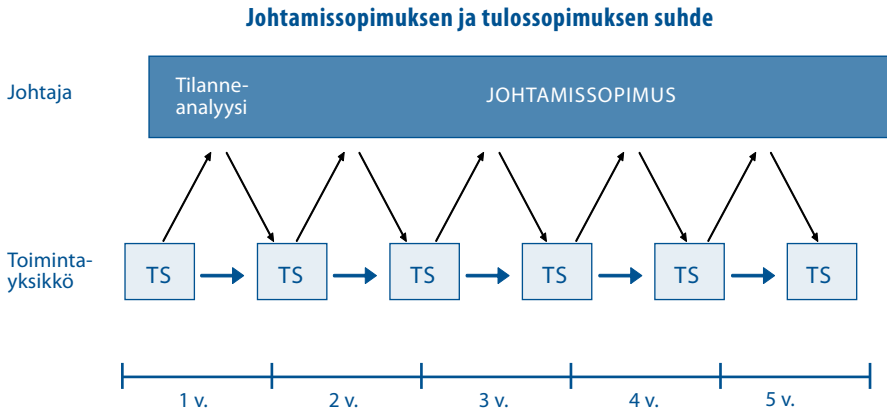 Johtamissopimuksen ja tulossopimuksen suhde
Johtaja
Tilanne-
analyysi
JOHTAMISSOPIMUS
Toiminta-
yksikkö
TS
TS
TS
TS
TS
TS
1 v.
2 v.
3 v.
4 v.
5 v.